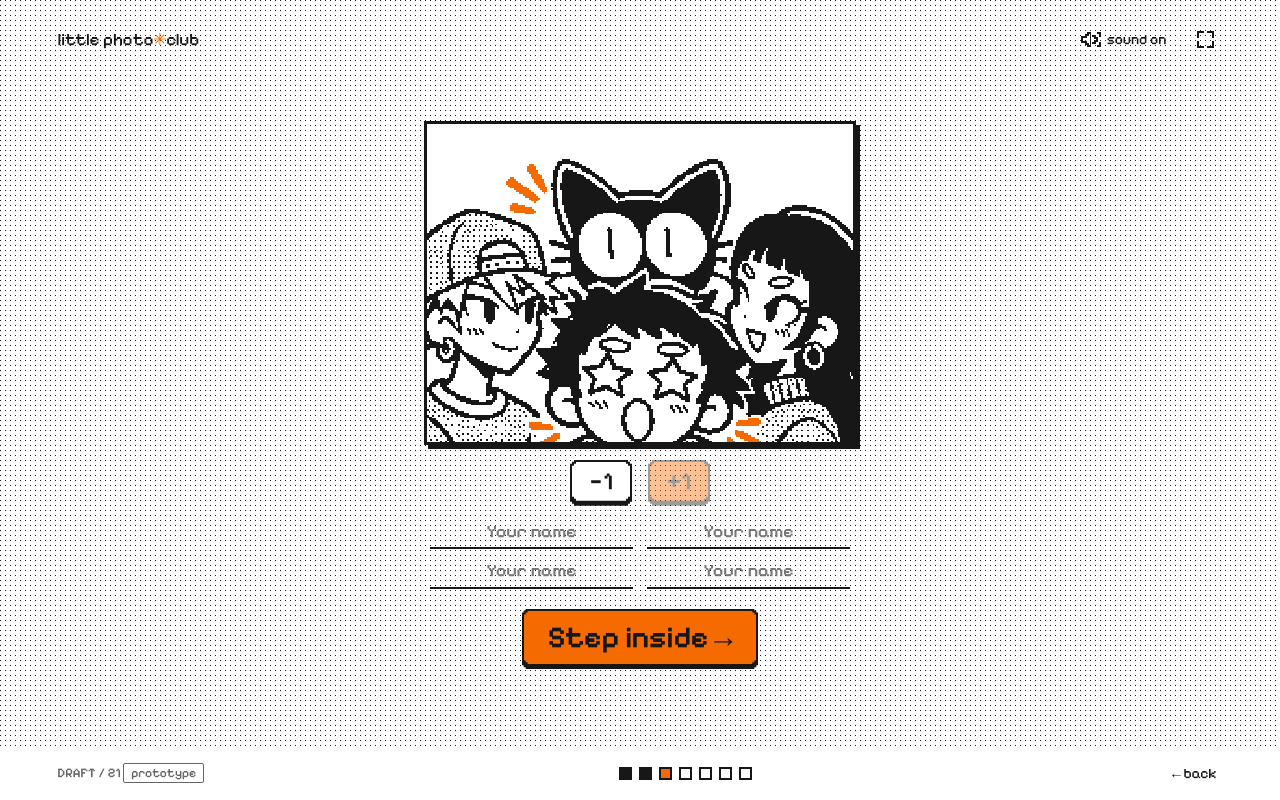 little photo✳club
sound on
-1 +1
Your name Your name
Your name Your name
Step inside →
DRAFT / 21 prototype
←back